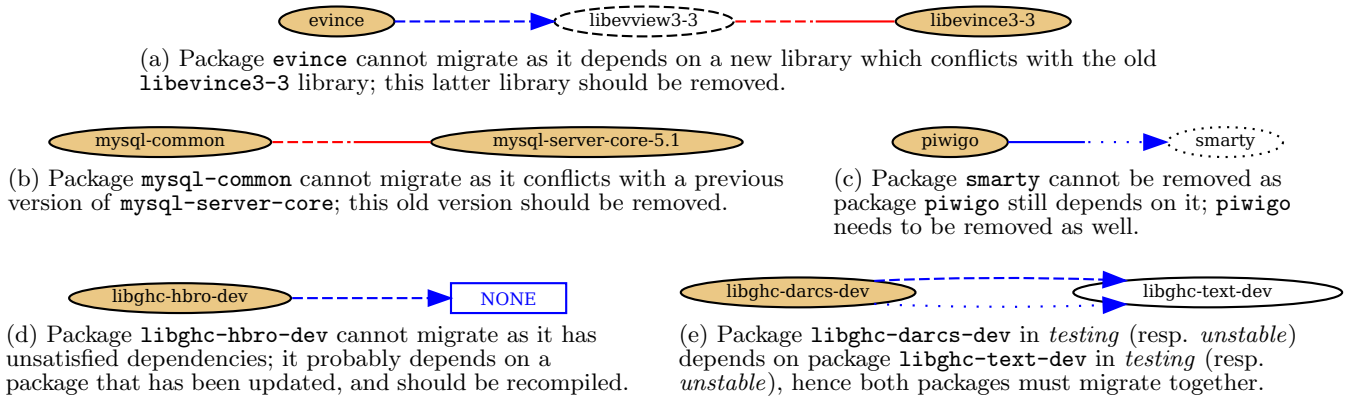 evince
libevview3-3
libevince3-3
(a) Package evince cannot migrate as it depends on a new library which conflicts with the old
libevince3-3 library; this latter library should be removed.
mysql-common
mysql-server-core-5.1
(b) Package mysql-common cannot migrate as it conflicts with a previous
version of mysql-server-core; this old version should be removed.
piwigo
smarty
(c) Package smarty cannot be removed as
package piwigo still depends on it; piwigo
needs to be removed as well.
libghc-hbro-dev
NONE
(d) Package libghc-hbro-dev cannot migrate as it has
unsatisfied dependencies; it probably depends on a
package that has been updated, and should be recompiled.
libghc-darcs-dev
libghc-text-dev
(e) Package libghc-darcs-dev in testing (resp. unstable)
depends on package libghc-text-dev in testing (resp.
unstable), hence both packages must migrate together.